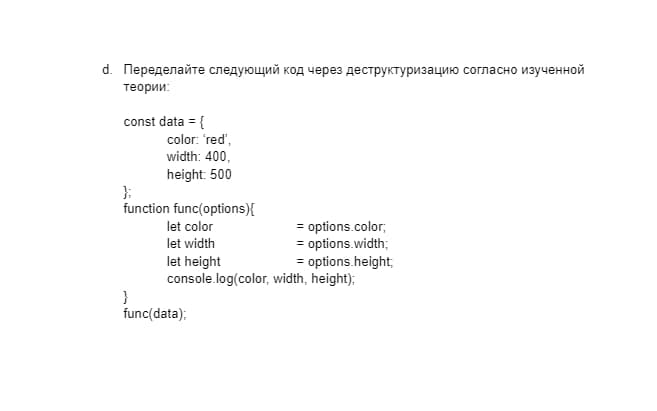 d. Переделайте следующий код через деструктуризацию согласно изученной
теории:
const data = {
color: 'red',
width: 400,
height: 500
};
function func(options){
let color = options.color;
let width = options.width;
let height = options.height;
console.log(color, width, height);
}
func(data);